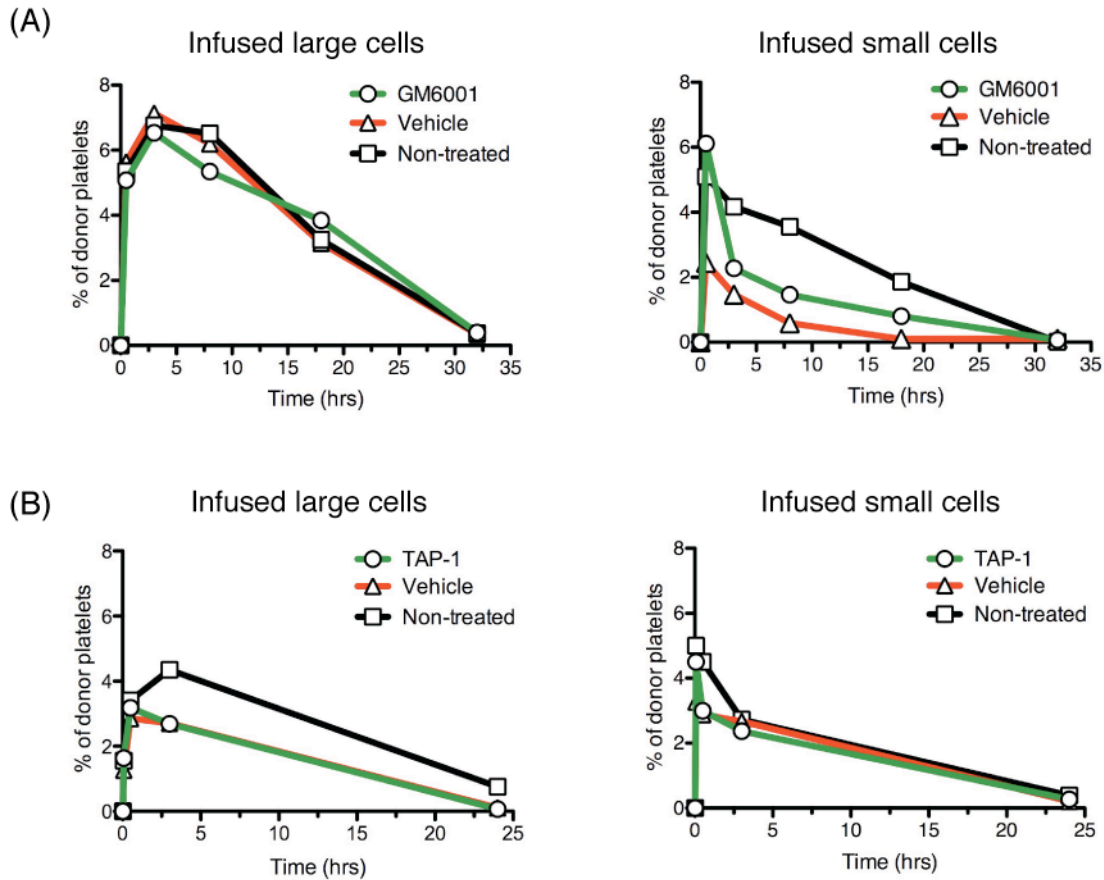 (A)
Infused large cells
Infused small cells
GM6001
Vehicle
Non-treated
% of donor platelets
8
6
4
2
0
0 5 10 15 20 25 30 35
Time (hrs)
GM6001
Vehicle
Non-treated
% of donor platelets
8
6
4
2
0
0 5 10 15 20 25 30 35
Time (hrs)
(B)
Infused large cells
Infused small cells
TAP-1
Vehicle
Non-treated
% of donor platelets
8
6
4
2
0
0 5 10 15 20 25
Time (hrs)
TAP-1
Vehicle
Non-treated
% of donor platelets
8
6
4
2
0
0 5 10 15 20 25
Time (hrs)